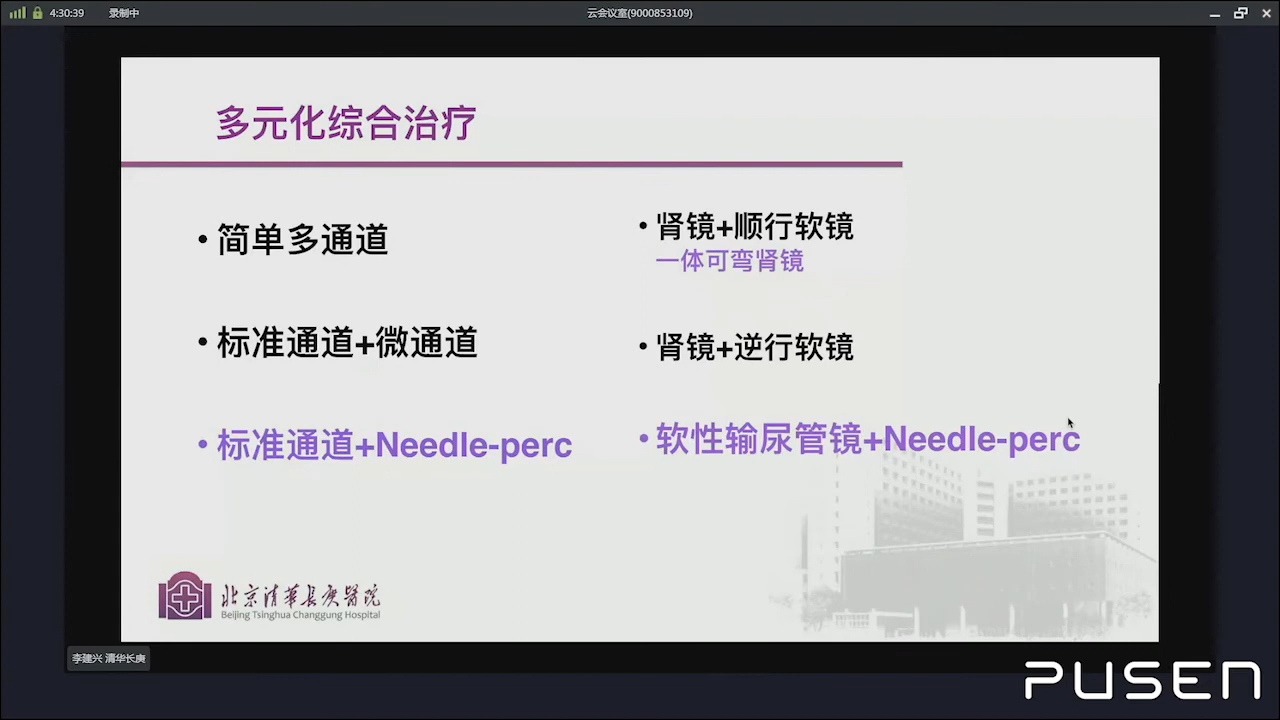 4:30:39 录制中 云会议室(9000853109)
多元化综合治疗
•简单多通道
•标准通道+微通道
•标准通道+Needle-perc
•肾镜+顺行软镜
一体可弯肾镜
•肾镜+逆行软镜
•软性输尿管镜+Needle-perc
北京清华长庚医院
Beijing Tsinghua Changgung Hospital
李建兴 清华长庚
PUSEN